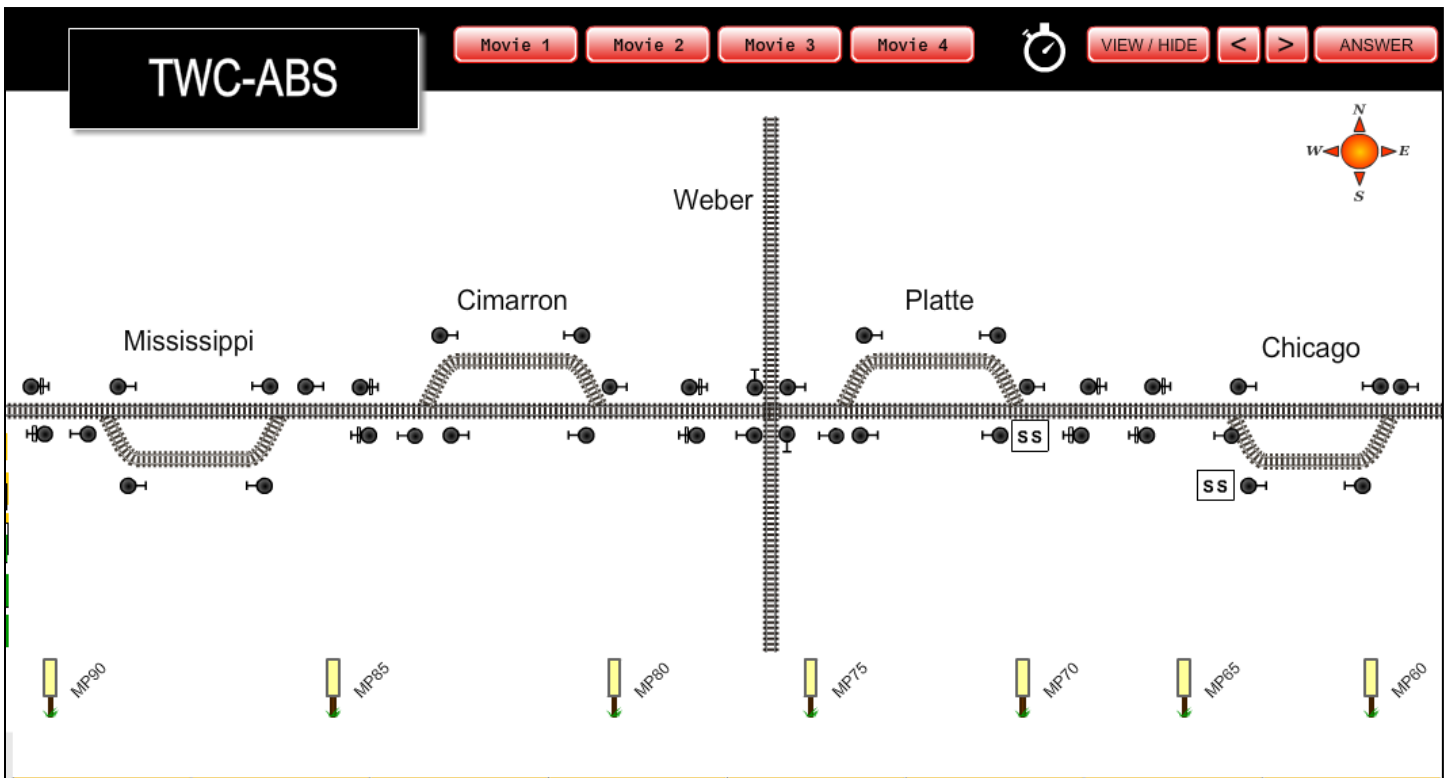 Movie 1 Movie 2 Movie 3 Movie 4 VIEW / HIDE < > ANSWER
TWC-ABS
N
W E
S
Weber
Cimarron Platte
Mississippi Chicago
SS
SS
MP90 MP85 MP80 MP75 MP70 MP65 MP60